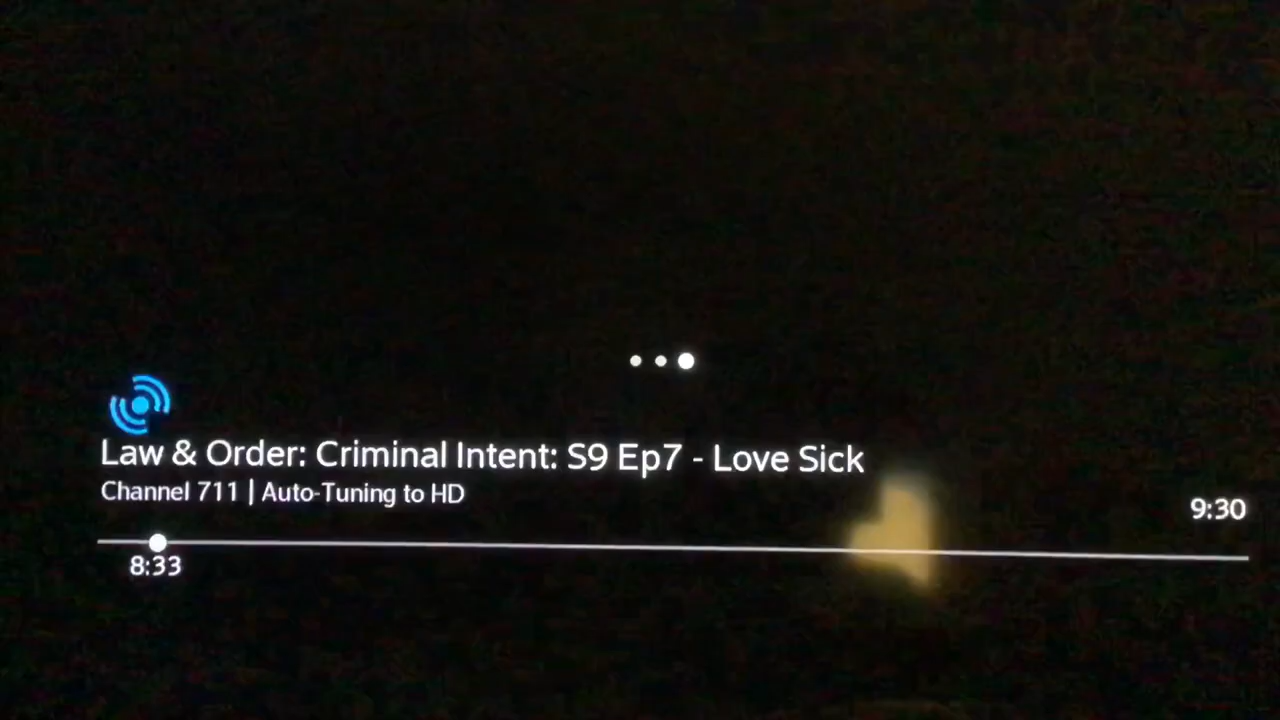 Law & Order: Criminal Intent: S9 Ep7 - Love Sick
Channel 711 | Auto-Tuning to HD
9:30
8:33